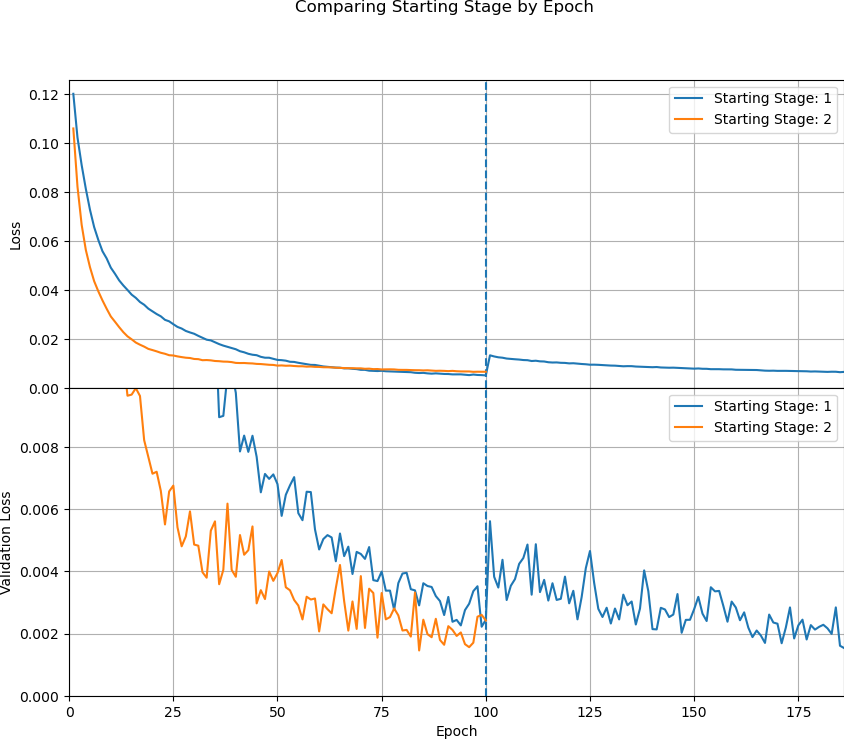 Comparing Starting Stage by Epoch
0.12
0.10
0.08
0.06
0.04
0.02
0.00
Loss
Starting Stage: 1
Starting Stage: 2
0.008
0.006
0.004
0.002
0.000
Validation Loss
Starting Stage: 1
Starting Stage: 2
0 25 50 75 100 125 150 175
Epoch